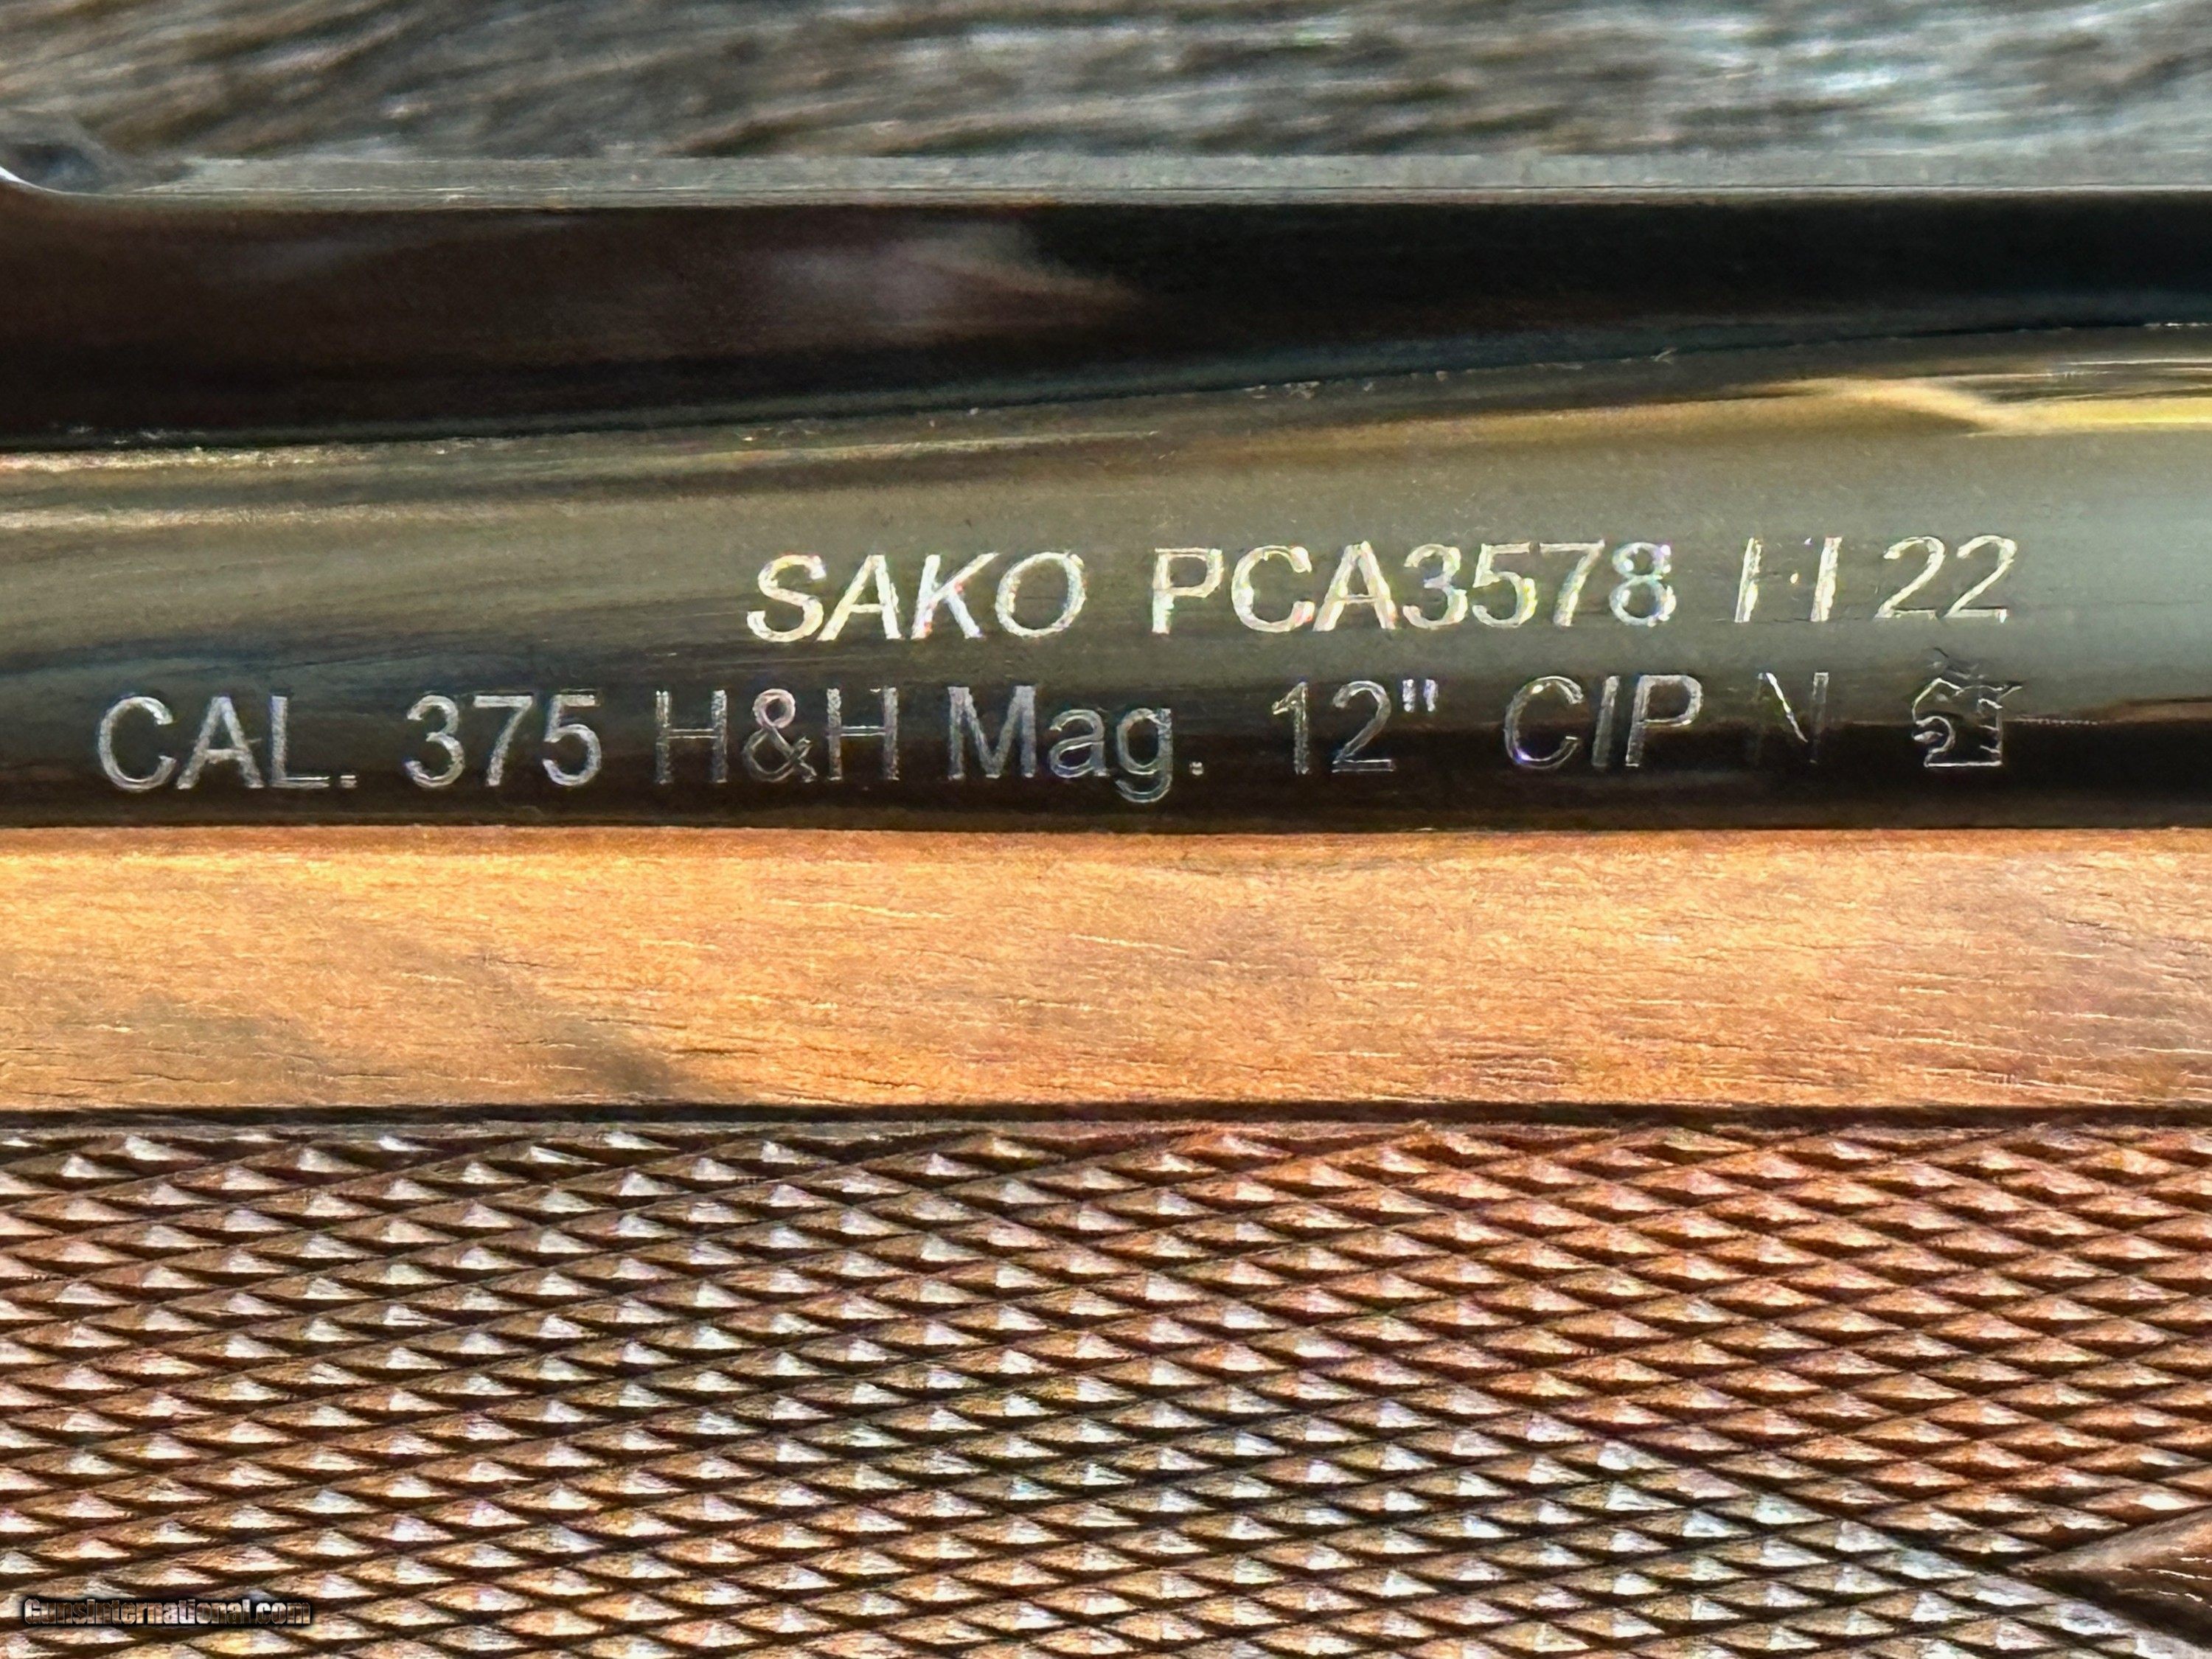 SAKO PCA3578 H 22
CAL. 375 H&H Mag. 12" CIP N
GunsInternational.com